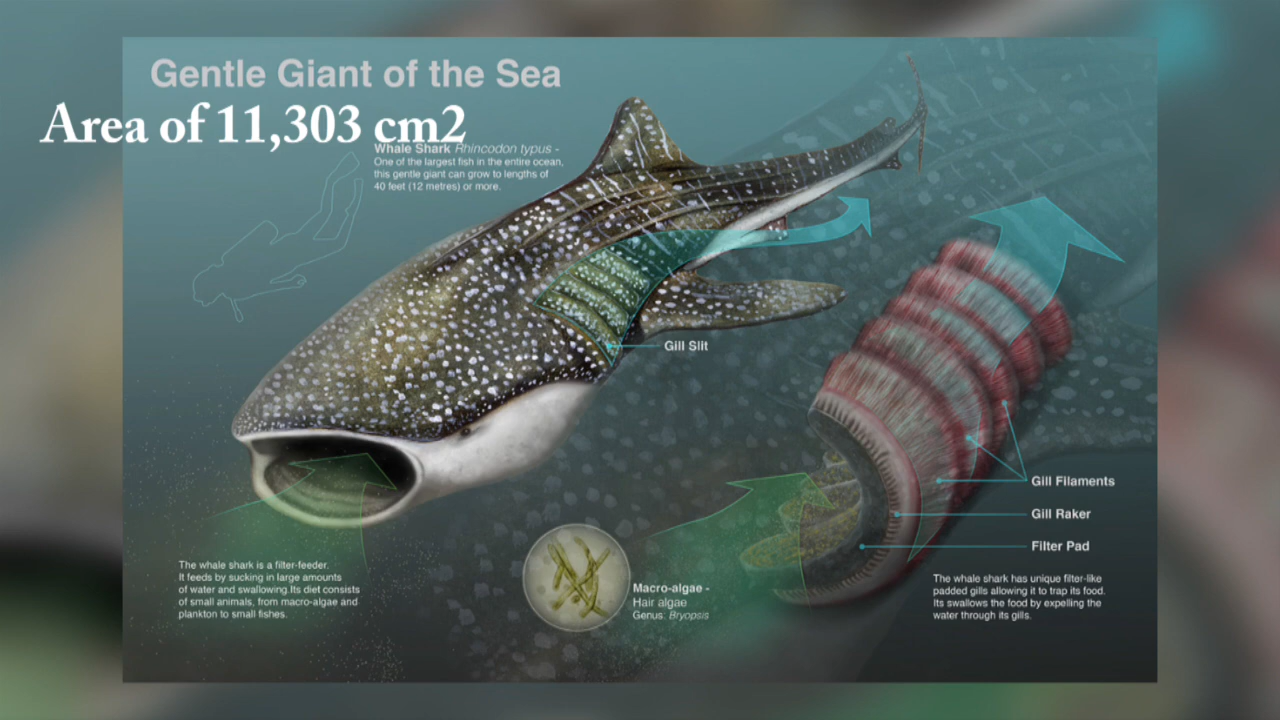 Gentle Giant of the Sea
Area of 11,303 cm2
Whale Shark Rhincodon typus -
One of the largest fish in the entire ocean,
this gentle giant can grow to lengths of
40 feet (12 metres) or more.
Gill Slit
Gill Filaments
Gill Raker
Filter Pad
The whale shark is a filter-feeder.
It feeds by sucking in large amounts
of water and swallowing.Its diet consists
of small animals, from macro-algae and
plankton to small fishes.
Macro-algae -
Hair algae
Genus: Bryopsis
The whale shark has unique filter-like
padded gills allowing it to trap its food.
Its swallows the food by expelling the
water through its gills.